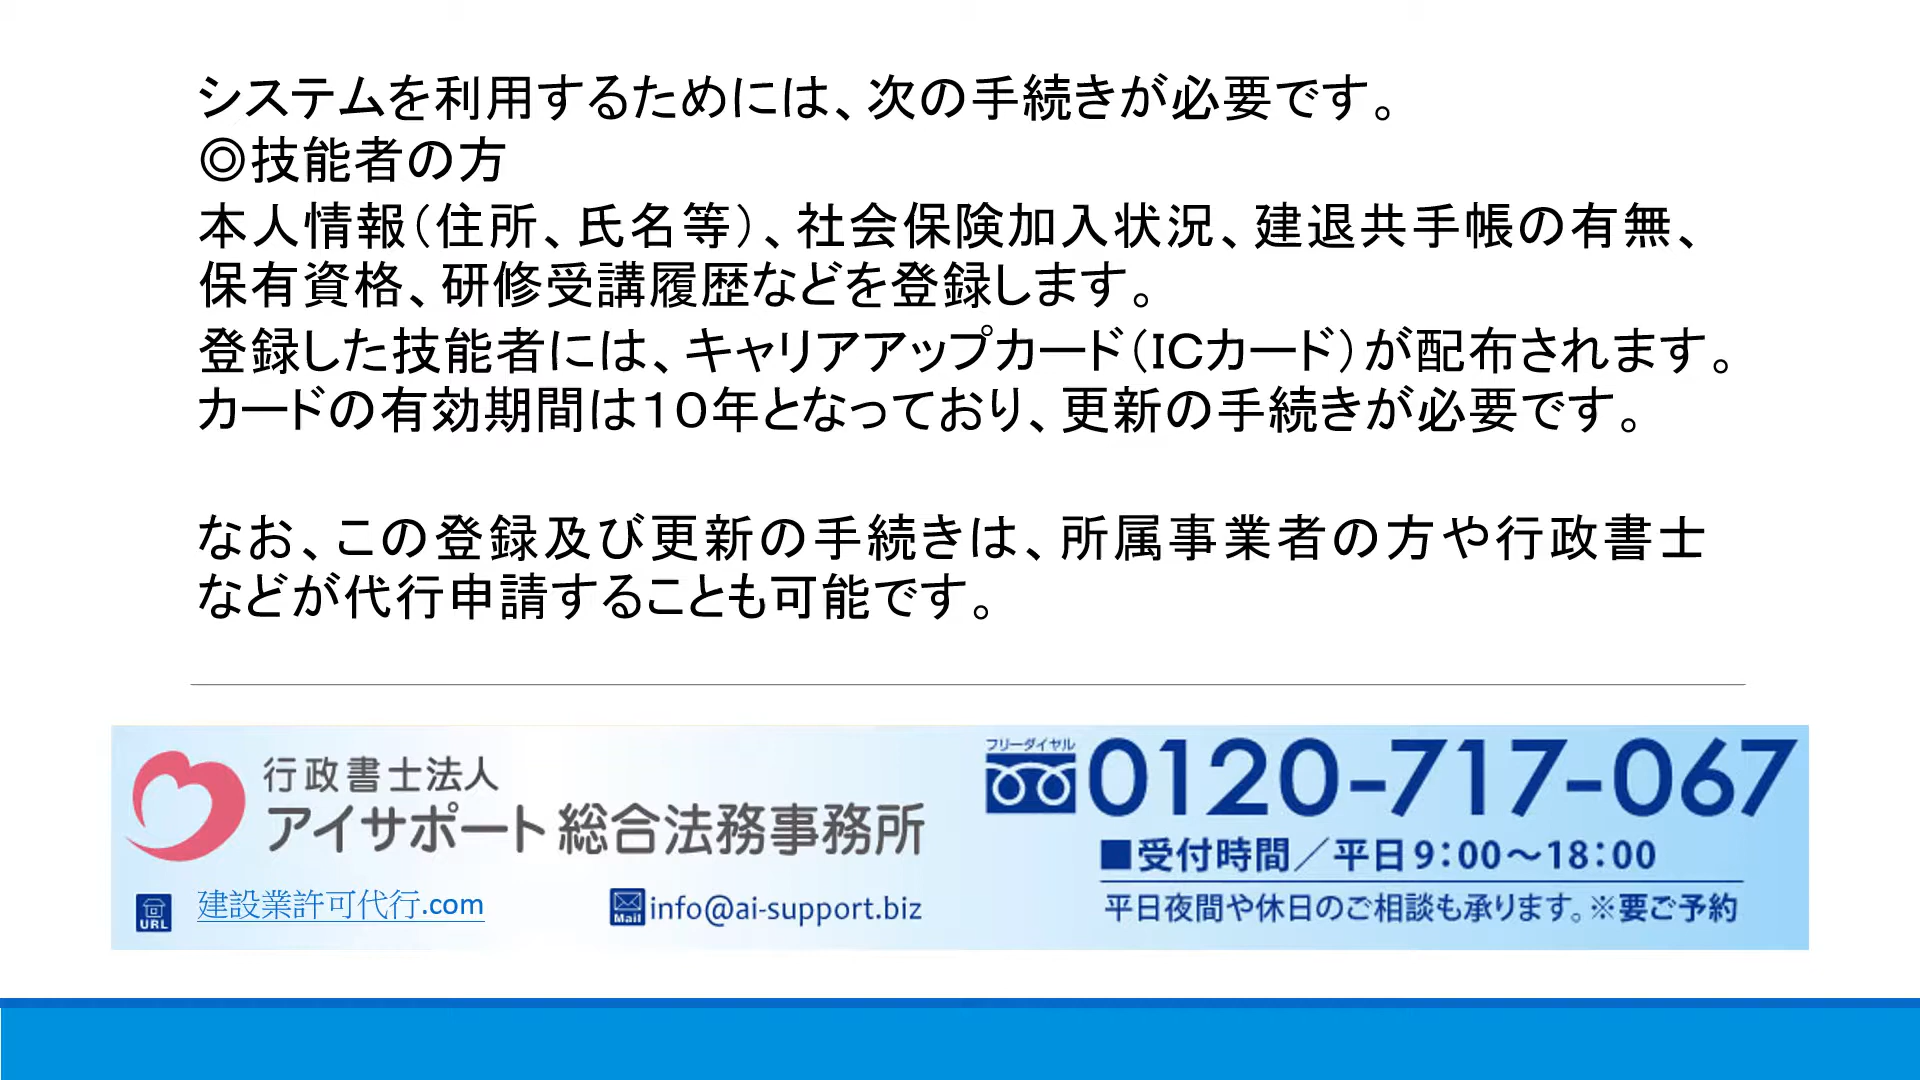 システムを利用するためには、次の手続きが必要です。
◎技能者の方
本人情報（住所、氏名等）、社会保険加入状況、建退共手帳の有無、
保有資格、研修受講履歴などを登録します。
登録した技能者には、キャリアアップカード（ICカード）が配布されます。
カードの有効期間は１０年となっており、更新の手続きが必要です。
なお、この登録及び更新の手続きは、所属事業者の方や行政書士
などが代行申請することも可能です。
行政書士法人
アイサポート総合法務事務所
URL
建設業許可代行.com
Mail
info@ai-support.biz
フリーダイヤル
0120-717-067
■受付時間／平日9：00～18：00
平日夜間や休日のご相談も承ります。※要ご予約